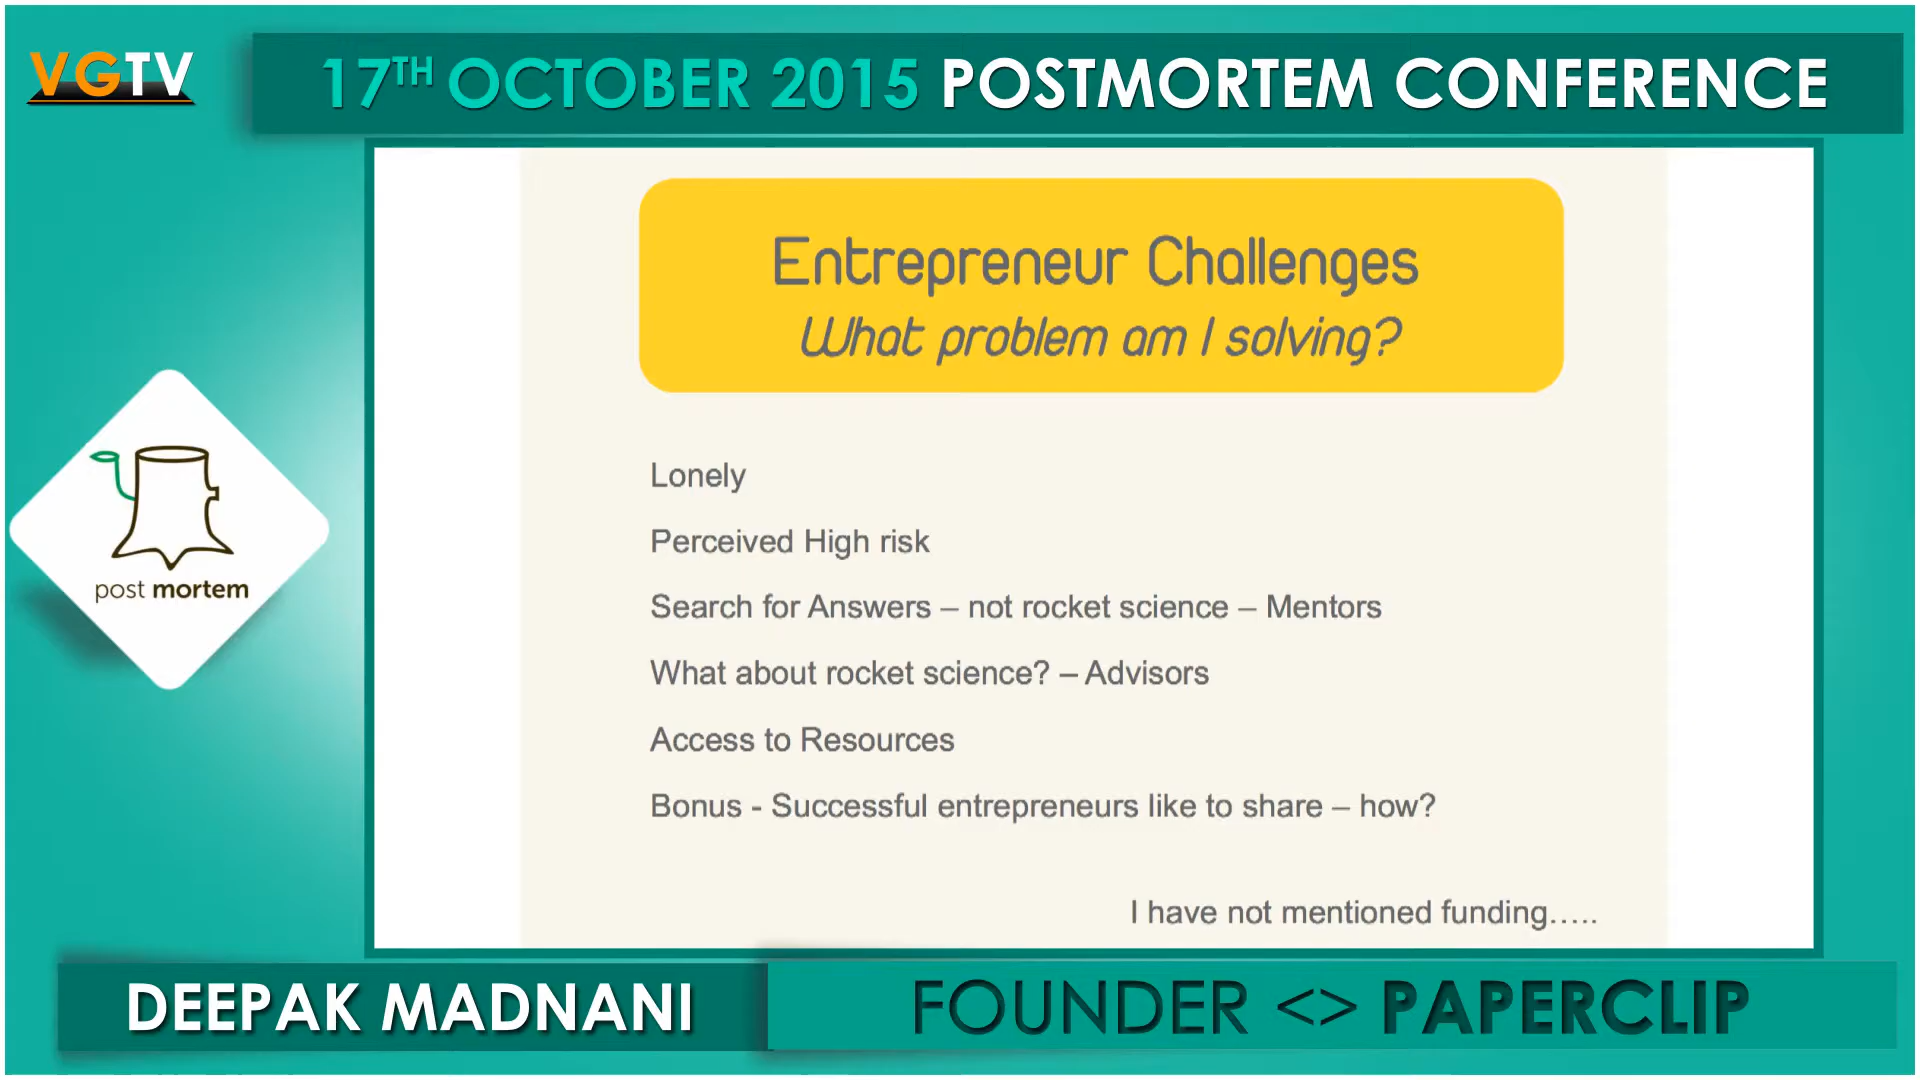 VGTV
17TH OCTOBER 2015 POSTMORTEM CONFERENCE
Entrepreneur Challenges
What problem am I solving?
Lonely
Perceived High risk
Search for Answers – not rocket science – Mentors
What about rocket science? – Advisors
Access to Resources
Bonus - Successful entrepreneurs like to share – how?
I have not mentioned funding…..
post mortem
DEEPAK MADNANI
FOUNDER <> PAPERCLIP